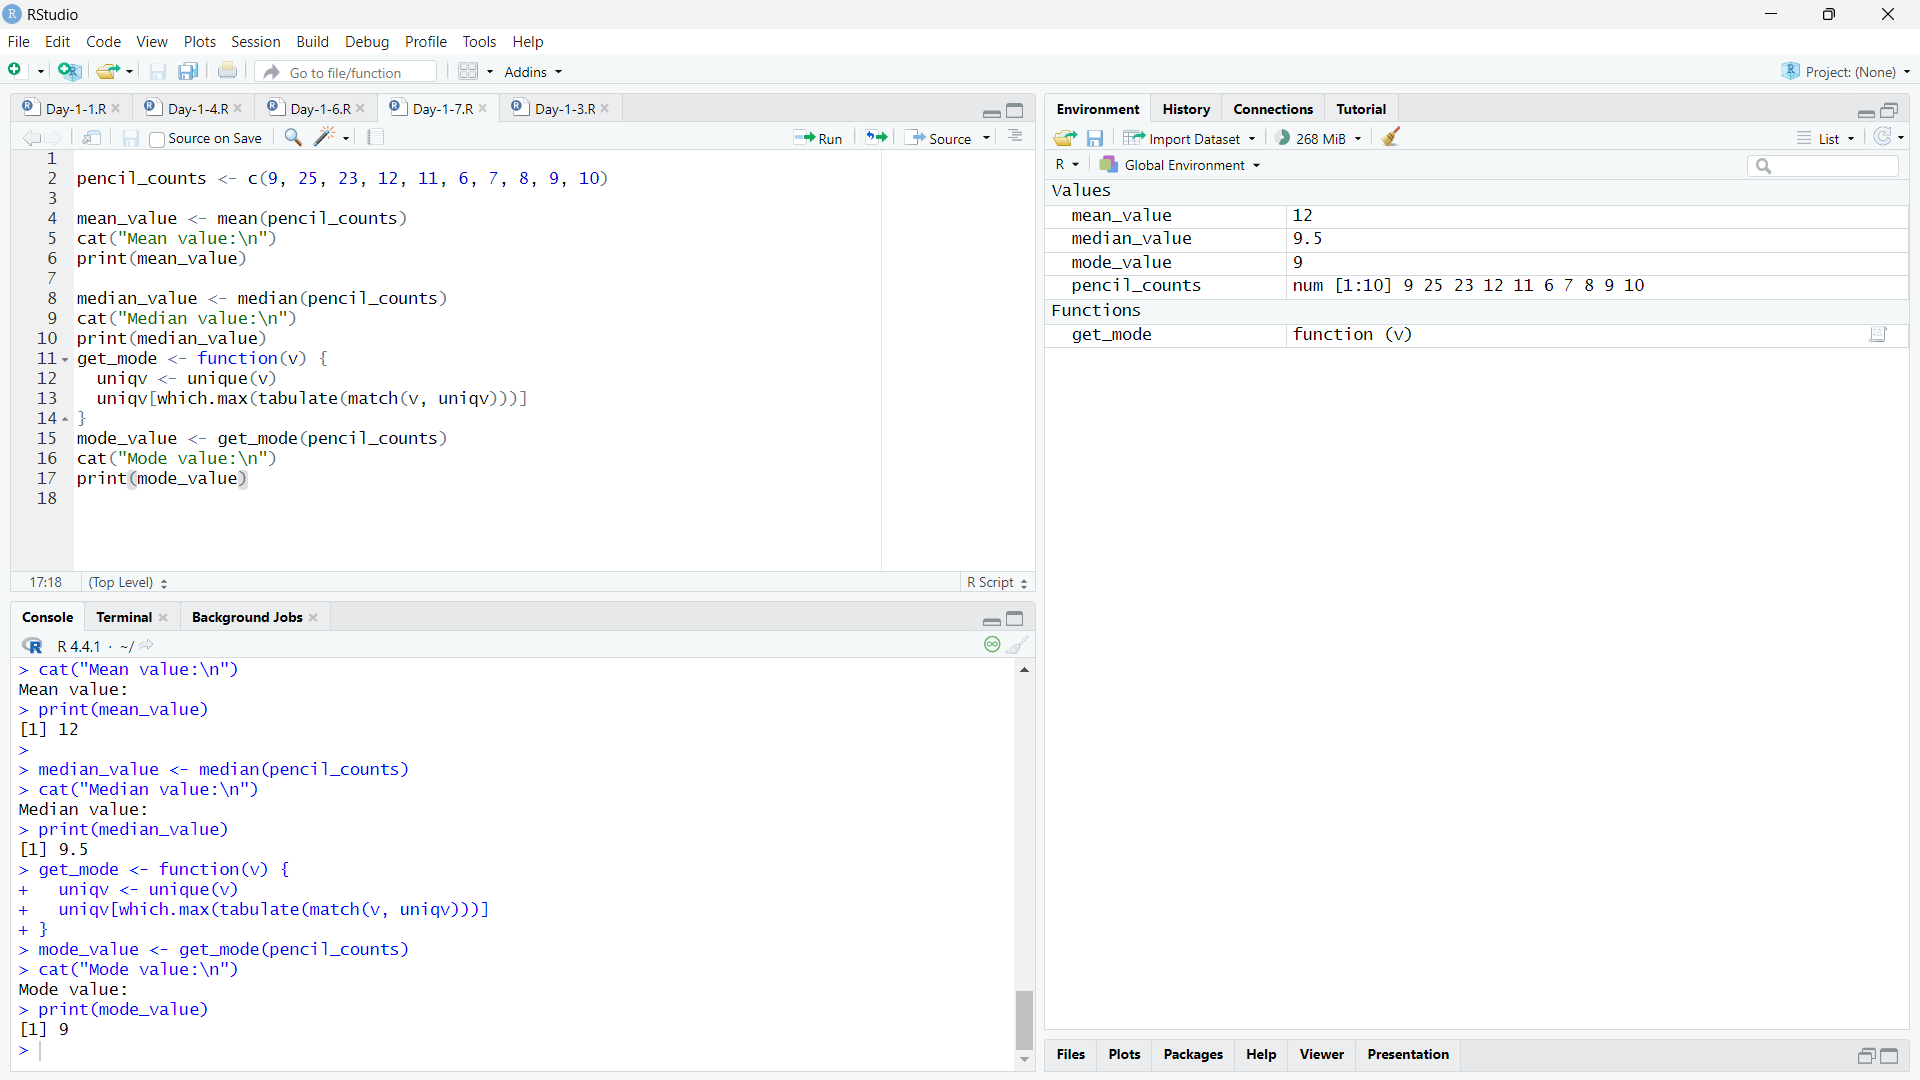 RStudio
File Edit Code View Plots Session Build Debug Profile Tools Help
Go to file/function Addins Project: (None)
Day-1-1.R Day-1-4.R Day-1-6.R Day-1-7.R Day-1-3.R
Source on Save Run Source
1
2 pencil_counts <- c(9, 25, 23, 12, 11, 6, 7, 8, 9, 10)
3
4 mean_value <- mean(pencil_counts)
5 cat("Mean value:\n")
6 print(mean_value)
7
8 median_value <- median(pencil_counts)
9 cat("Median value:\n")
10 print(median_value)
11 get_mode <- function(v) {
12   uniqv <- unique(v)
13   uniqv[which.max(tabulate(match(v, uniqv)))]
14 }
15 mode_value <- get_mode(pencil_counts)
16 cat("Mode value:\n")
17 print(mode_value)
18
17:18 (Top Level) R Script
Console Terminal Background Jobs
R R 4.4.1 · ~/
> cat("Mean value:\n")
Mean value:
> print(mean_value)
[1] 12
>
> median_value <- median(pencil_counts)
> cat("Median value:\n")
Median value:
> print(median_value)
[1] 9.5
> get_mode <- function(v) {
+   uniqv <- unique(v)
+   uniqv[which.max(tabulate(match(v, uniqv)))]
+ }
> mode_value <- get_mode(pencil_counts)
> cat("Mode value:\n")
Mode value:
> print(mode_value)
[1] 9
>
Environment History Connections Tutorial
Import Dataset 268 MiB List
R Global Environment
Values
mean_value 12
median_value 9.5
mode_value 9
pencil_counts num [1:10] 9 25 23 12 11 6 7 8 9 10
Functions
get_mode function (v)
Files Plots Packages Help Viewer Presentation